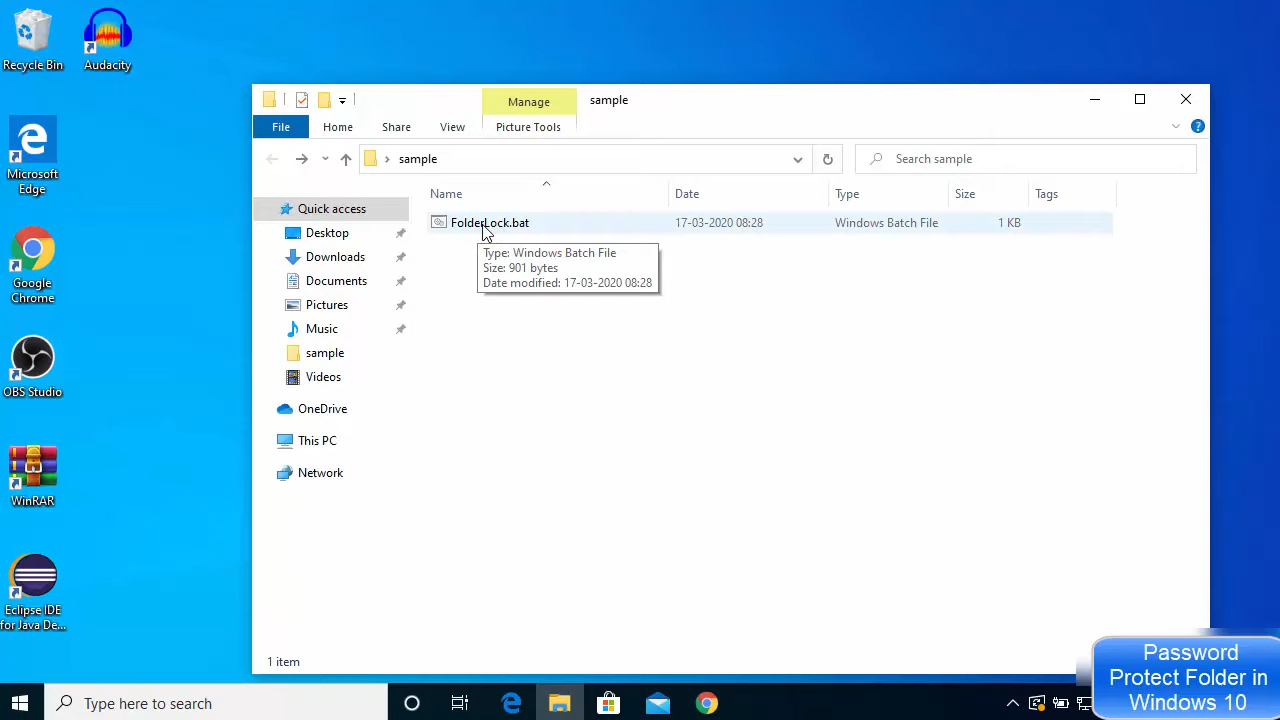 Recycle Bin
Audacity
Microsoft
Edge
Google
Chrome
OBS Studio
WinRAR
Eclipse IDE
for Java De...
Manage
sample
File
Home
Share
View
Picture Tools
sample
Search sample
Name
Date
Type
Size
Tags
Quick access
Desktop
Downloads
Documents
Pictures
Music
sample
Videos
OneDrive
This PC
Network
FolderLock.bat
17-03-2020 08:28
Windows Batch File
1 KB
Type: Windows Batch File
Size: 901 bytes
Date modified: 17-03-2020 08:28
1 item
Password
Protect Folder in
Windows 10
Type here to search